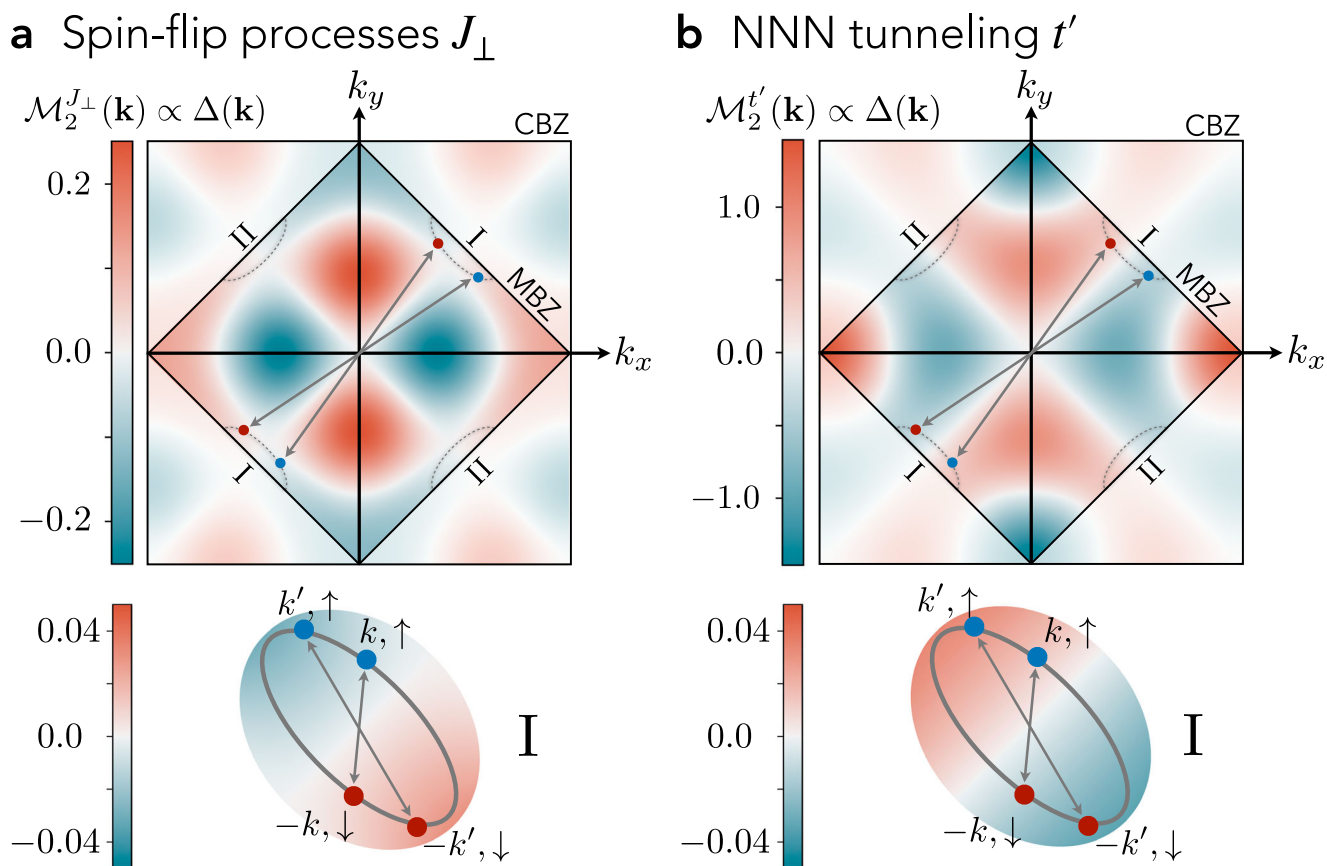 a Spin-flip processes J⊥
M₂^{J⊥}(k) ∝ Δ(k)
k_y
CBZ
0.2
0.0
−0.2
II
I
MBZ
k_x
I
II
0.04
0.0
−0.04
k′, ↑
k, ↑
I
−k, ↓
−k′, ↓
b NNN tunneling t′
M₂^{t′}(k) ∝ Δ(k)
k_y
CBZ
1.0
0.0
−1.0
II
I
MBZ
k_x
I
II
0.04
0.0
−0.04
k′, ↑
k, ↑
I
−k, ↓
−k′, ↓